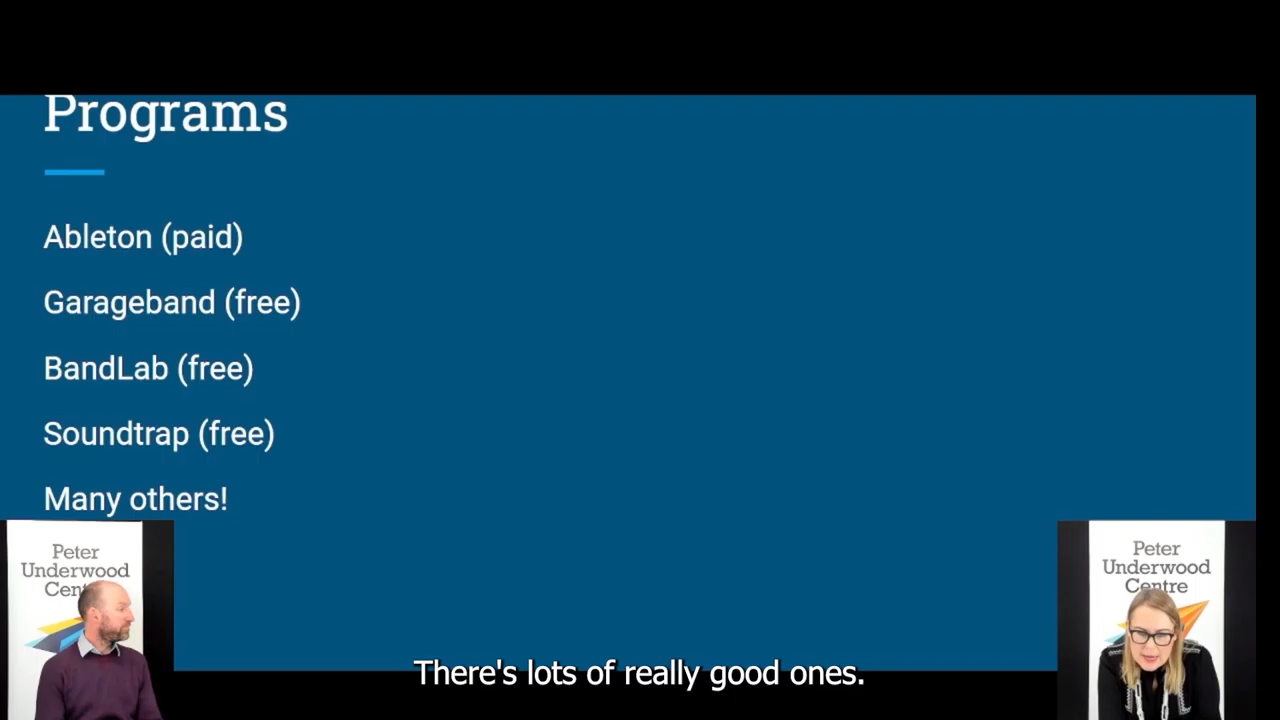 Programs
Ableton (paid)
Garageband (free)
BandLab (free)
Soundtrap (free)
Many others!
Peter
Underwood
Cent
Peter
Underwood
Centre
There's lots of really good ones.